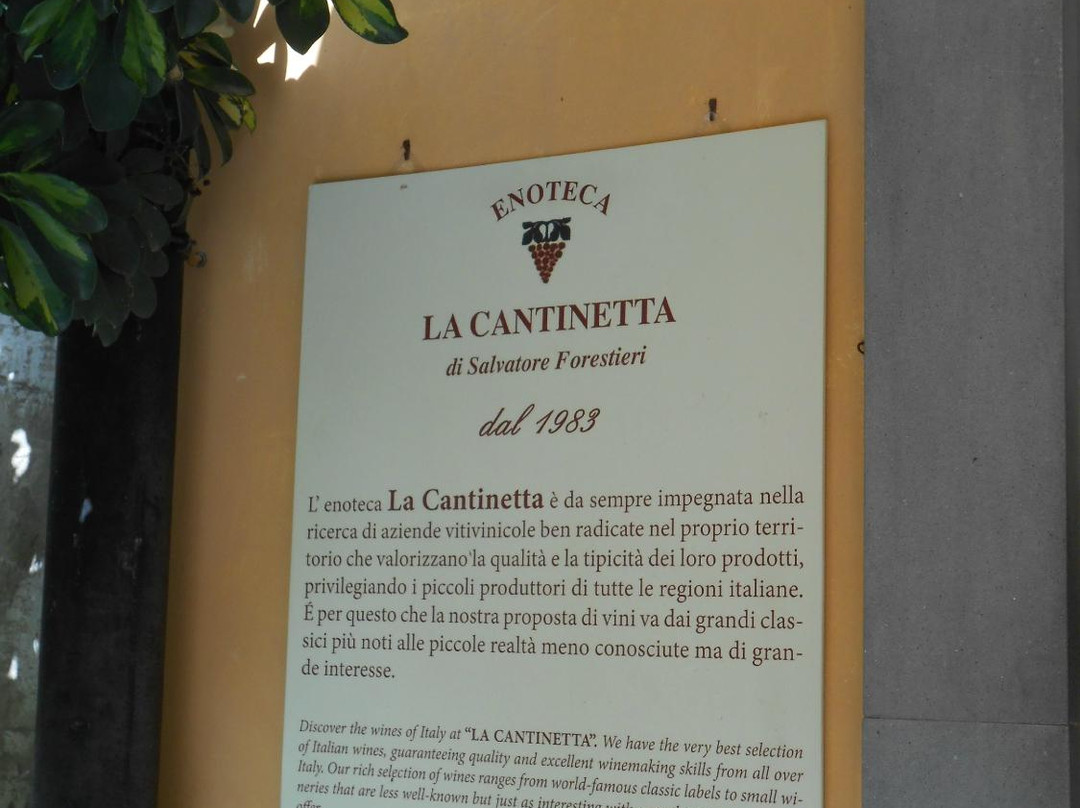 ENOTECA
LA CANTINETTA
di Salvatore Forestieri
dal 1983
L' enoteca La Cantinetta è da sempre impegnata nella
ricerca di aziende vitivinicole ben radicate nel proprio terri-
torio che valorizzano la qualità e la tipicità dei loro prodotti,
privilegiando i piccoli produttori di tutte le regioni italiane.
É per questo che la nostra proposta di vini va dai grandi clas-
sici più noti alle piccole realtà meno conosciute ma di gran-
de interesse.
Discover the wines of Italy at “LA CANTINETTA”. We have the very best selection
of Italian wines, guaranteeing quality and excellent winemaking skills from all over
Italy. Our rich selection of wines ranges from world-famous classic labels to small wi-
neries that are less well-known but just as interesting